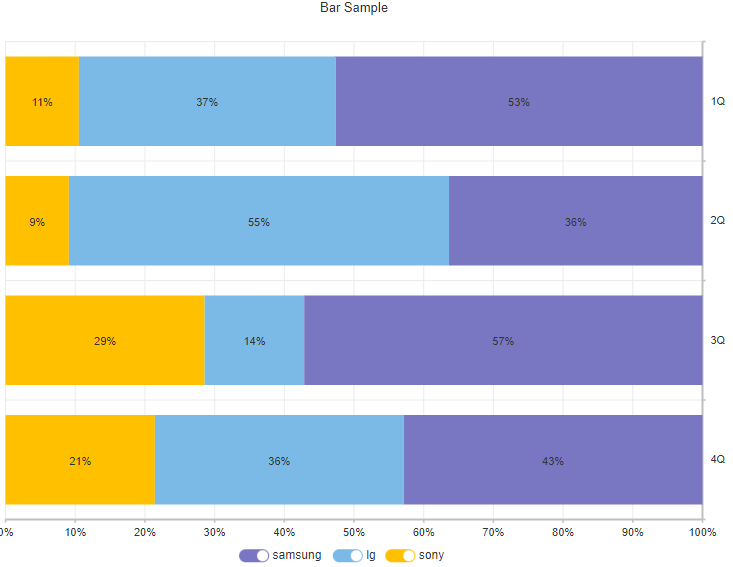 Bar Sample
11% 37% 53% 1Q
9% 55% 36% 2Q
29% 14% 57% 3Q
21% 36% 43% 4Q
0% 10% 20% 30% 40% 50% 60% 70% 80% 90% 100%
samsung lg sony